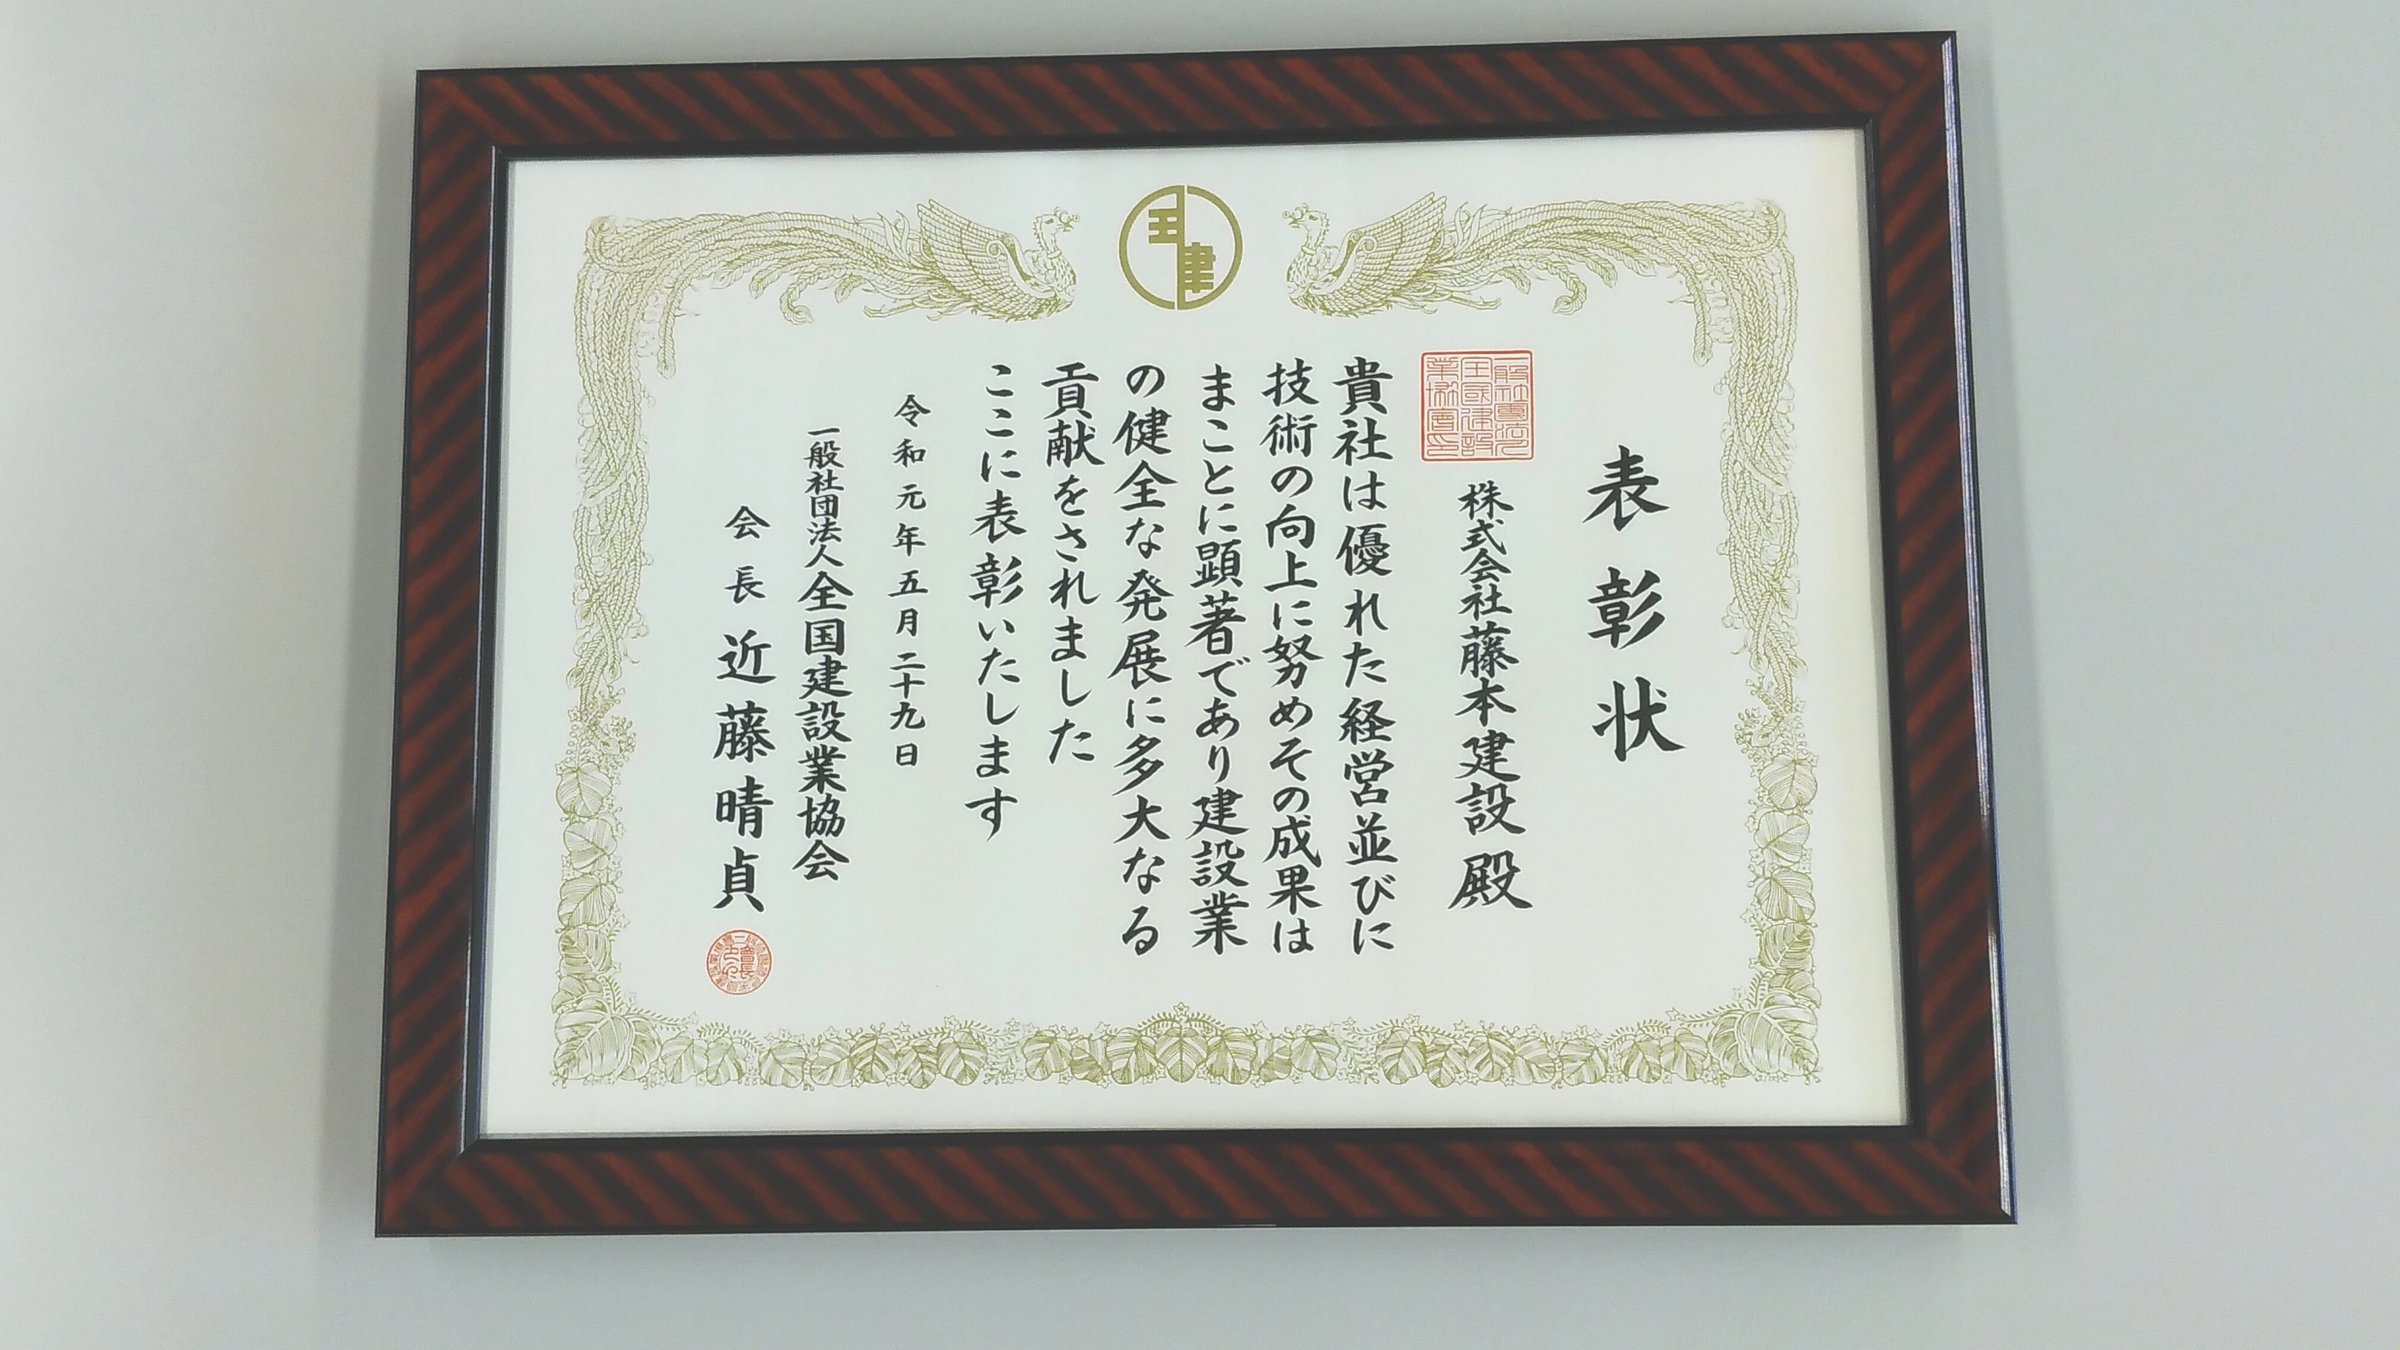 表彰状
株式会社藤本建設殿
貴社は優れた経営並びに
技術の向上に努めその成果は
まことに顕著であり建設業
の健全な発展に多大なる
貢献をされました
ここに表彰いたします
令和元年五月二十九日
一般社団法人全国建設業協会
会長近藤晴貞